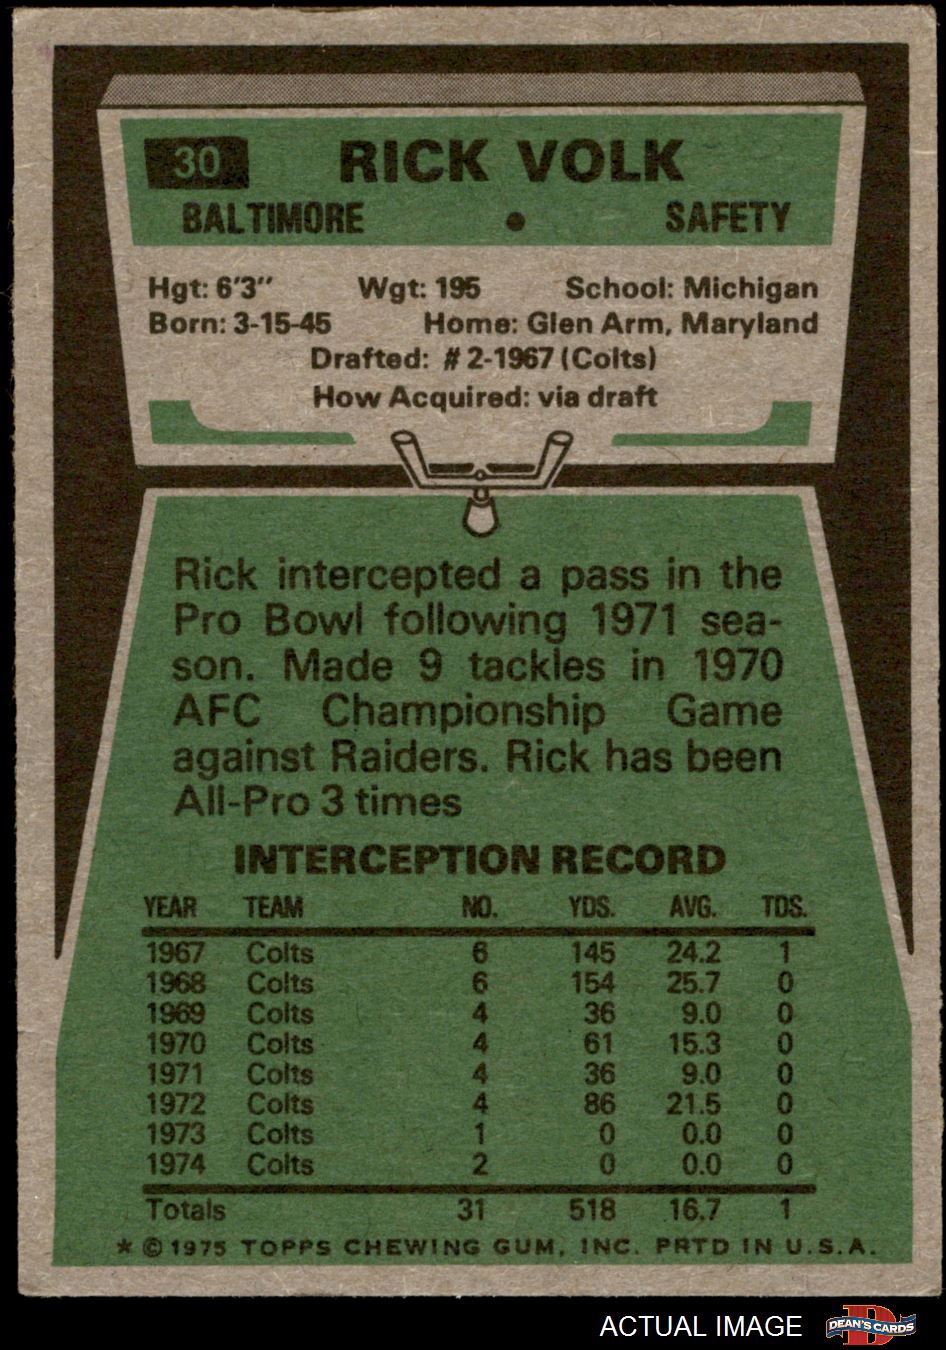 30 RICK VOLK
BALTIMORE • SAFETY
Hgt: 6'3" Wgt: 195 School: Michigan
Born: 3-15-45 Home: Glen Arm, Maryland
Drafted: #2-1967 (Colts)
How Acquired: via draft
Rick intercepted a pass in the
Pro Bowl following 1971 sea-
son. Made 9 tackles in 1970
AFC Championship Game
against Raiders. Rick has been
All-Pro 3 times
INTERCEPTION RECORD
YEAR TEAM NO. YDS. AVG. TDS.
1967 Colts 6 145 24.2 1
1968 Colts 6 154 25.7 0
1969 Colts 4 36 9.0 0
1970 Colts 4 61 15.3 0
1971 Colts 4 36 9.0 0
1972 Colts 4 86 21.5 0
1973 Colts 1 0 0.0 0
1974 Colts 2 0 0.0 0
Totals 31 518 16.7 1
* © 1975 TOPPS CHEWING GUM, INC. PRTD IN U.S.A.
ACTUAL IMAGE D DEAN'S CARDS